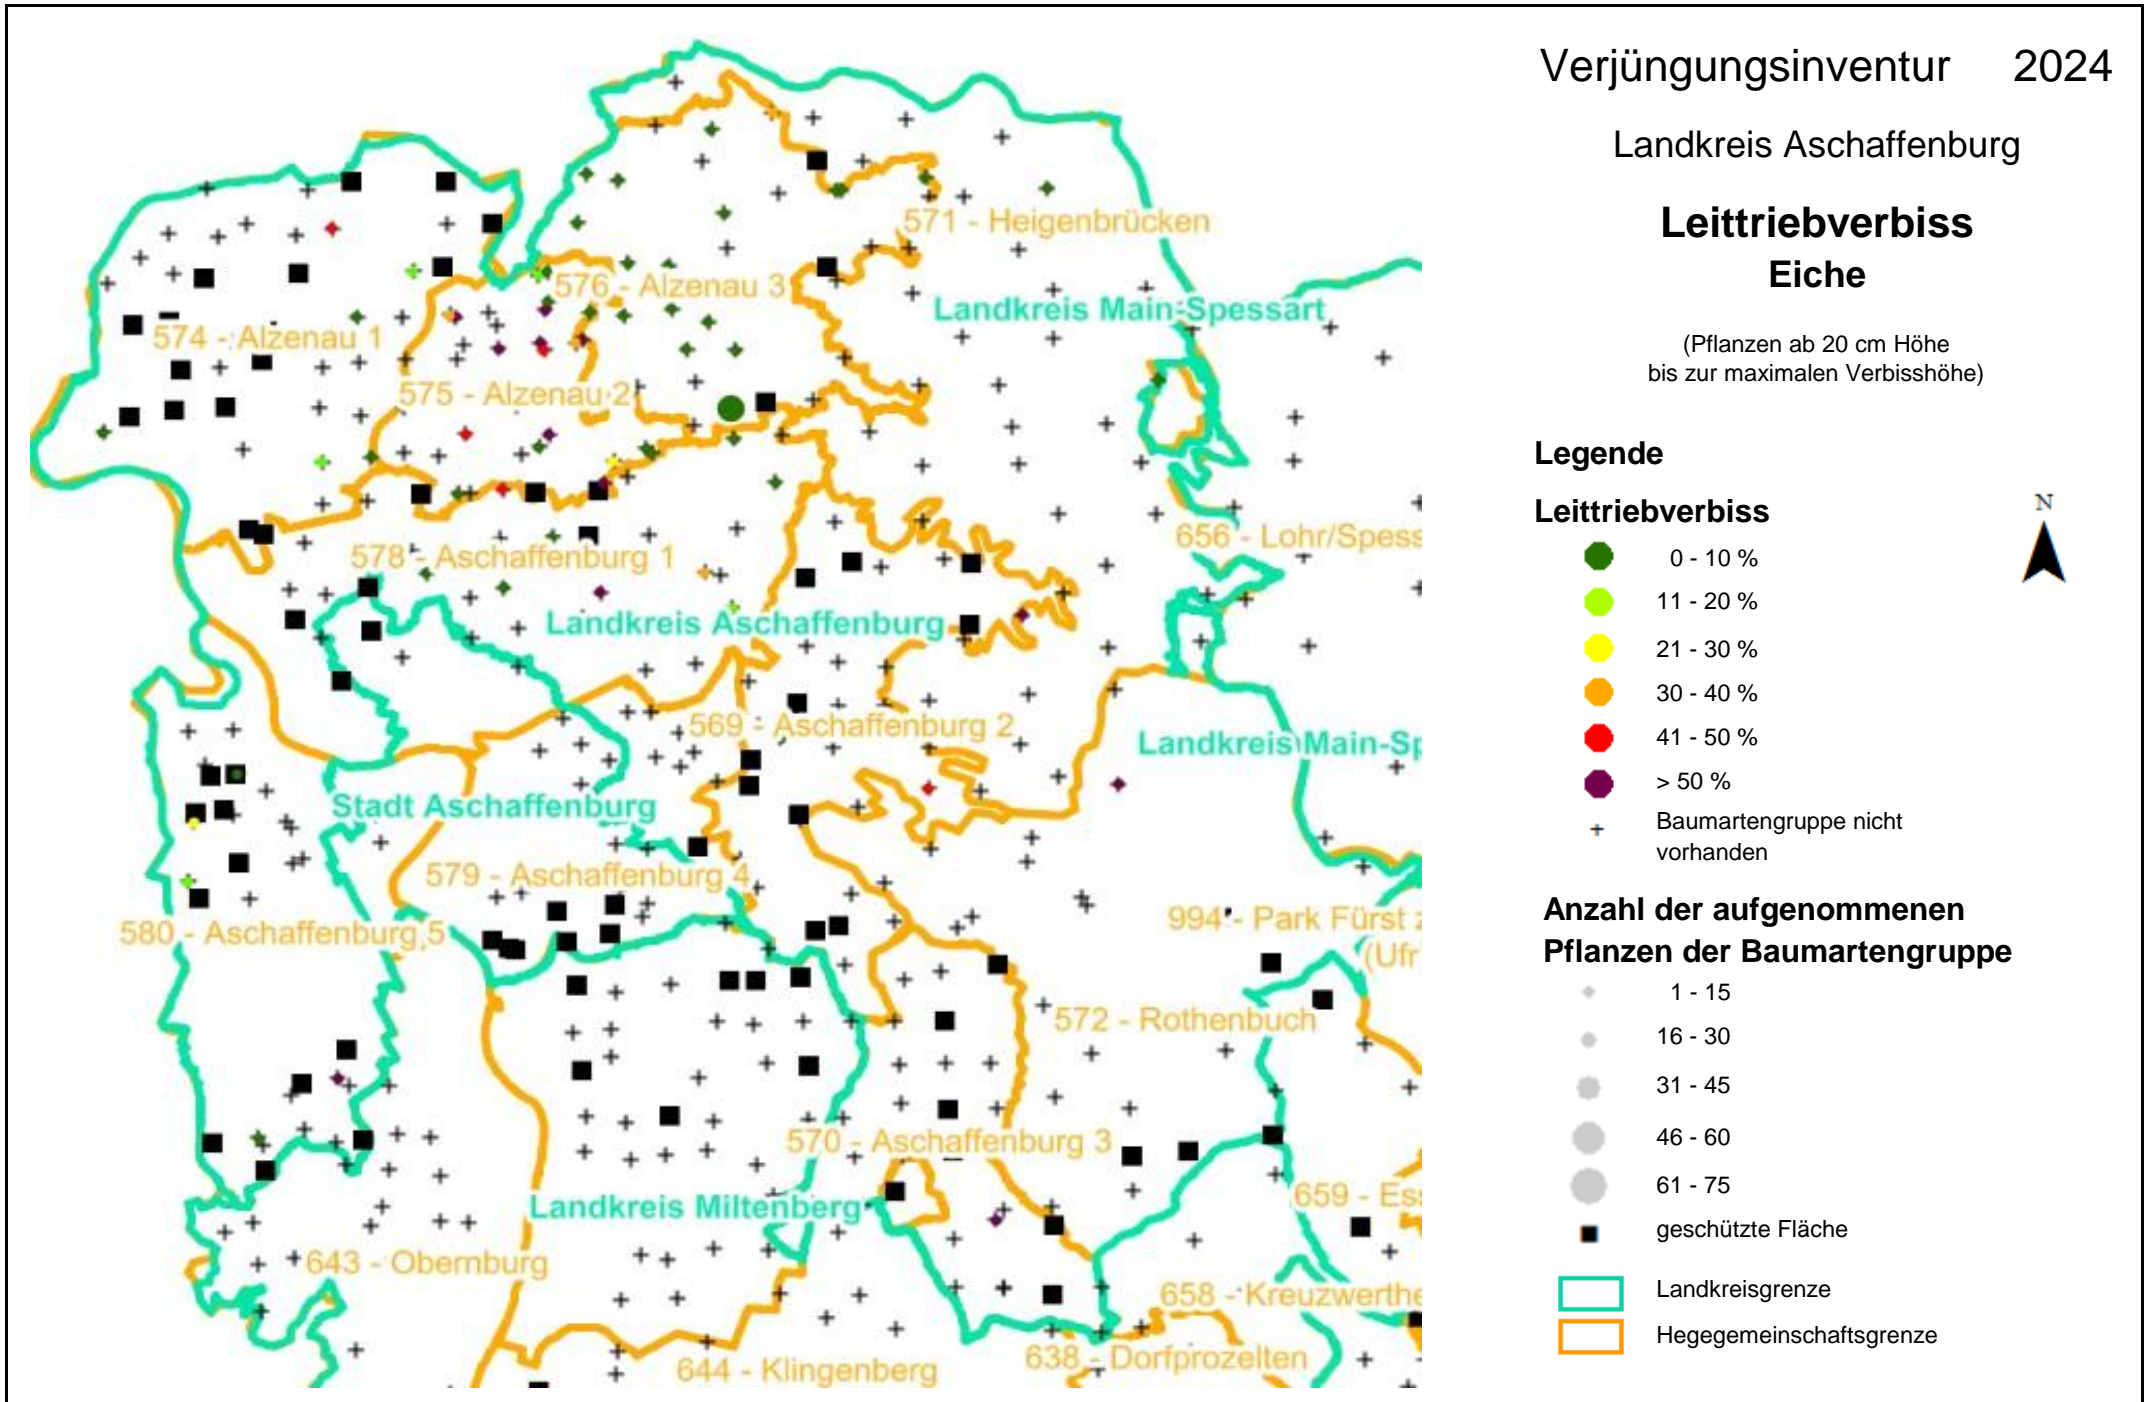 Verjüngungsinventur 2024
Landkreis Aschaffenburg
Leittriebverbiss
Eiche
(Pflanzen ab 20 cm Höhe
bis zur maximalen Verbisshöhe)
Legende
Leittriebverbiss
0 - 10 %
11 - 20 %
21 - 30 %
30 - 40 %
41 - 50 %
> 50 %
Baumartengruppe nicht
vorhanden
Anzahl der aufgenommenen
Pflanzen der Baumartengruppe
1 - 15
16 - 30
31 - 45
46 - 60
61 - 75
geschützte Fläche
Landkreisgrenze
Hegegemeinschaftsgrenze
N
571 - Heigenbrücken
576 - Alzenau 3
Landkreis Main-Spessart
574 - Alzenau 1
575 - Alzenau 2
656 - Lohr/Spess
578 - Aschaffenburg 1
Landkreis Aschaffenburg
569 - Aschaffenburg 2
Landkreis Main-Sp
Stadt Aschaffenburg
579 - Aschaffenburg 4
580 - Aschaffenburg 5
994 - Park Fürst z
(Ufr
572 - Rothenbuch
570 - Aschaffenburg 3
Landkreis Miltenberg
659 - Ess
643 - Obernburg
658 - Kreuzwerthe
644 - Klingenberg
638 - Dorfprozelten